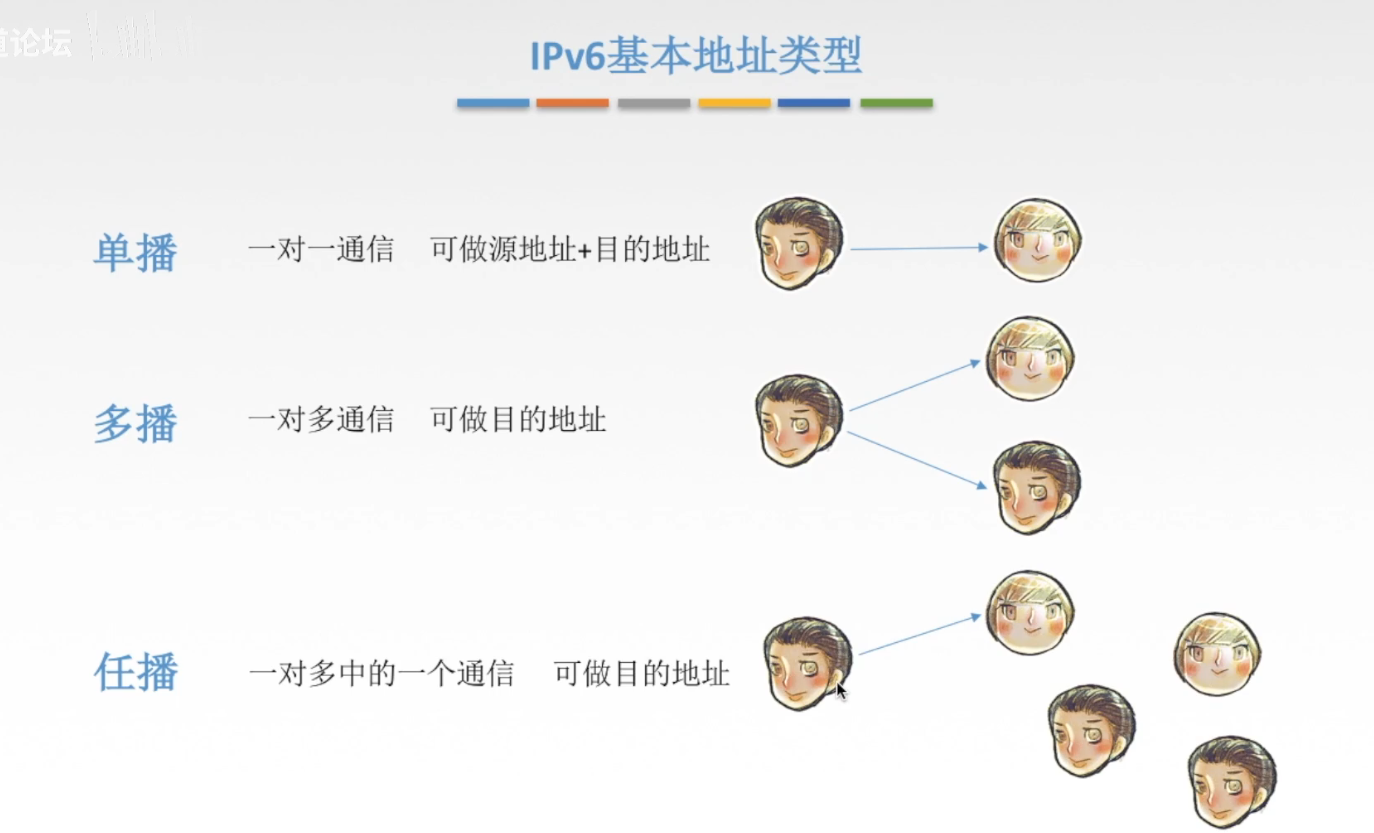 道论坛
IPv6基本地址类型
单播 一对一通信 可做源地址+目的地址
多播 一对多通信 可做目的地址
任播 一对多中的一个通信 可做目的地址